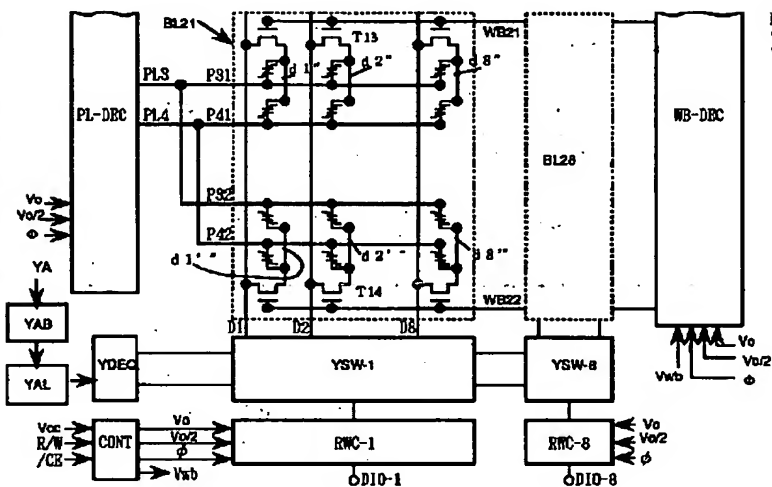 BL21
T13
WB21
d 1"
d 2"
d 8"
PL3
P31
PL-DEC
PL4
P41
WB-DEC
BL28
P32
Vo
Vo/2
Φ
P42
d 1'"
d 2'"
d 8'"
YA
T14
WB22
D1
D2
D8
YAB
Vo
Vo/2
Vwb
Φ
YAL
YDEC
YSW-1
YSW-8
Vcc
R/W
/CE
CONT
Vo
Vo/2
ϕ
Vwb
RWC-1
RWC-8
Vo
Vo/2
ϕ
DIO-1
DIO-8